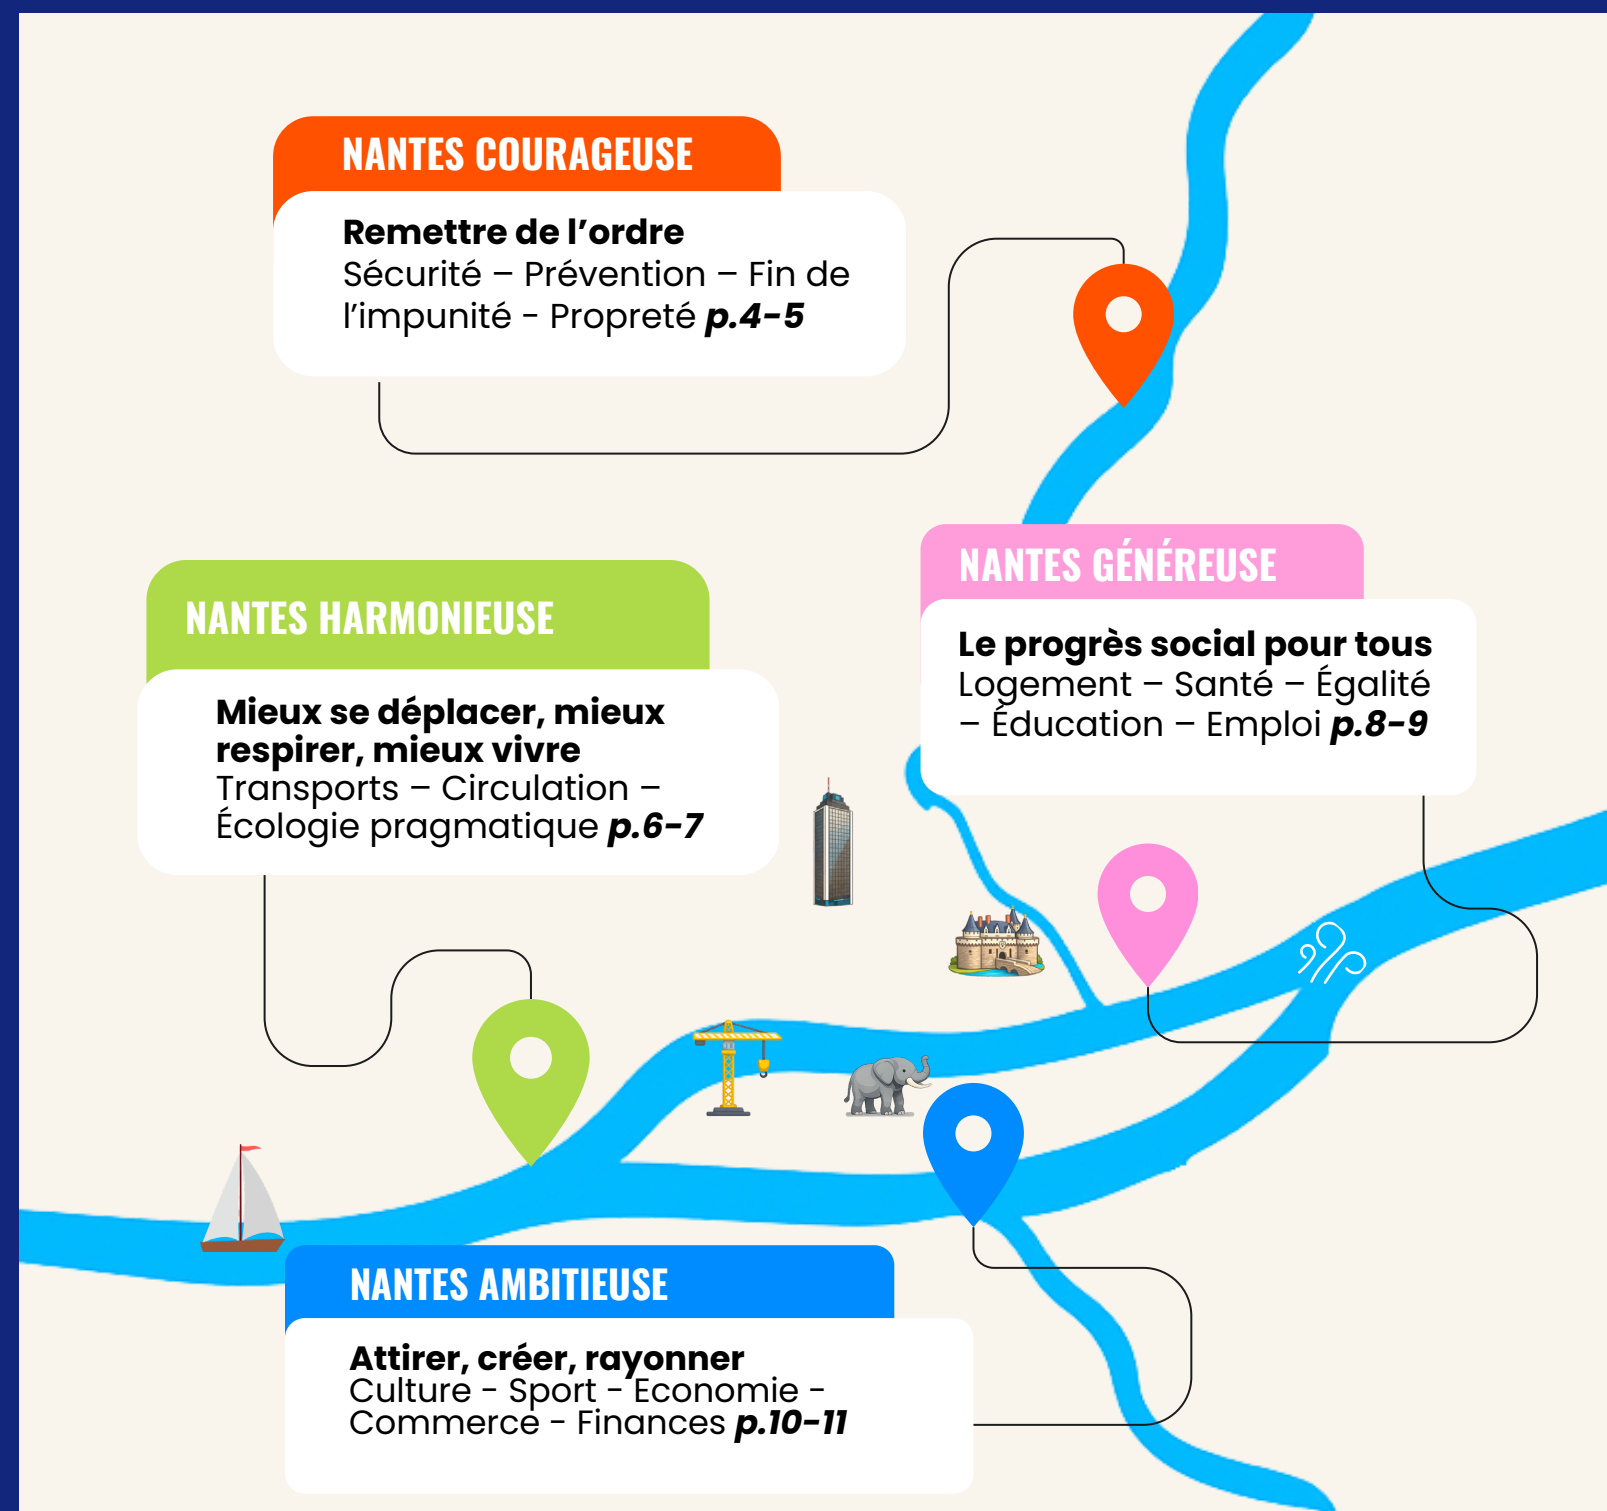 NANTES COURAGEUSE
Remettre de l’ordre
Sécurité – Prévention – Fin de
l’impunité - Propreté p.4-5
NANTES GÉNÉREUSE
Le progrès social pour tous
Logement – Santé – Égalité
– Éducation – Emploi p.8-9
NANTES HARMONIEUSE
Mieux se déplacer, mieux
respirer, mieux vivre
Transports – Circulation –
Écologie pragmatique p.6-7
NANTES AMBITIEUSE
Attirer, créer, rayonner
Culture - Sport - Economie -
Commerce - Finances p.10-11